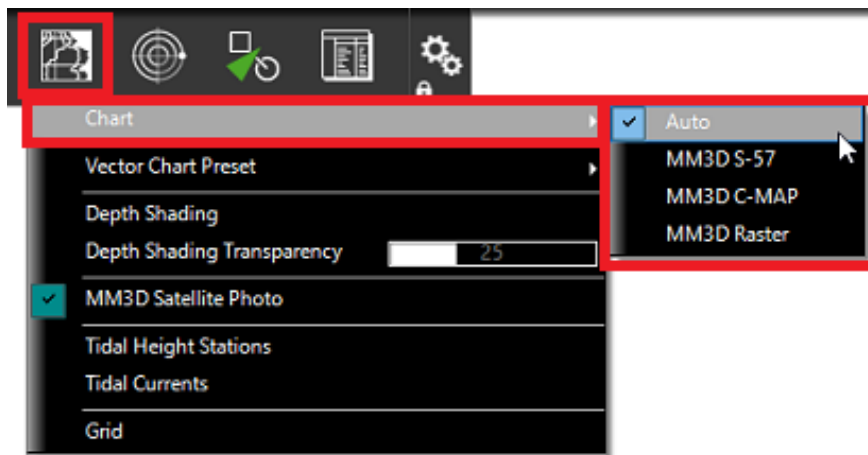 Chart
Auto
MM3D S-57
MM3D C-MAP
MM3D Raster
Vector Chart Preset
Depth Shading
Depth Shading Transparency 25
MM3D Satellite Photo
Tidal Height Stations
Tidal Currents
Grid